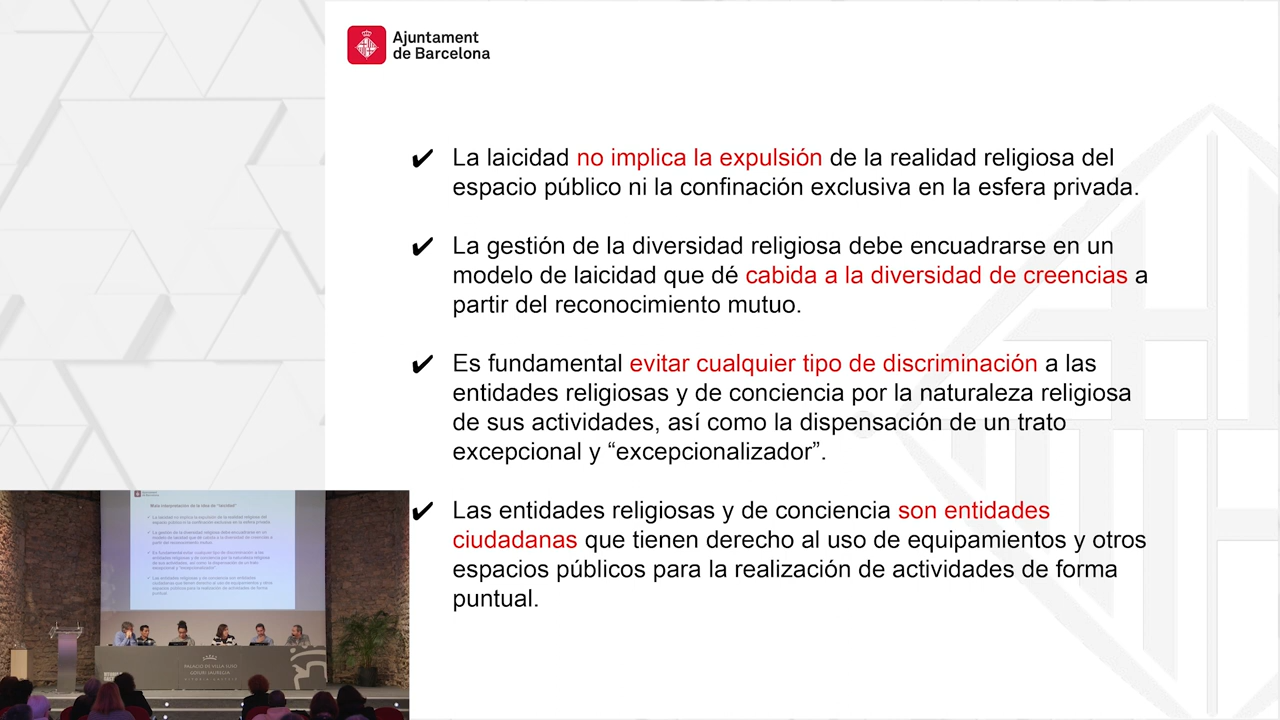 Ajuntament
de Barcelona
✔ La laicidad no implica la expulsión de la realidad religiosa del
espacio público ni la confinación exclusiva en la esfera privada.
✔ La gestión de la diversidad religiosa debe encuadrarse en un
modelo de laicidad que dé cabida a la diversidad de creencias a
partir del reconocimiento mutuo.
✔ Es fundamental evitar cualquier tipo de discriminación a las
entidades religiosas y de conciencia por la naturaleza religiosa
de sus actividades, así como la dispensación de un trato
excepcional y “excepcionalizador”.
✔ Las entidades religiosas y de conciencia son entidades
ciudadanas que tienen derecho al uso de equipamientos y otros
espacios públicos para la realización de actividades de forma
puntual.
PALACIO DE VILLA SUSO